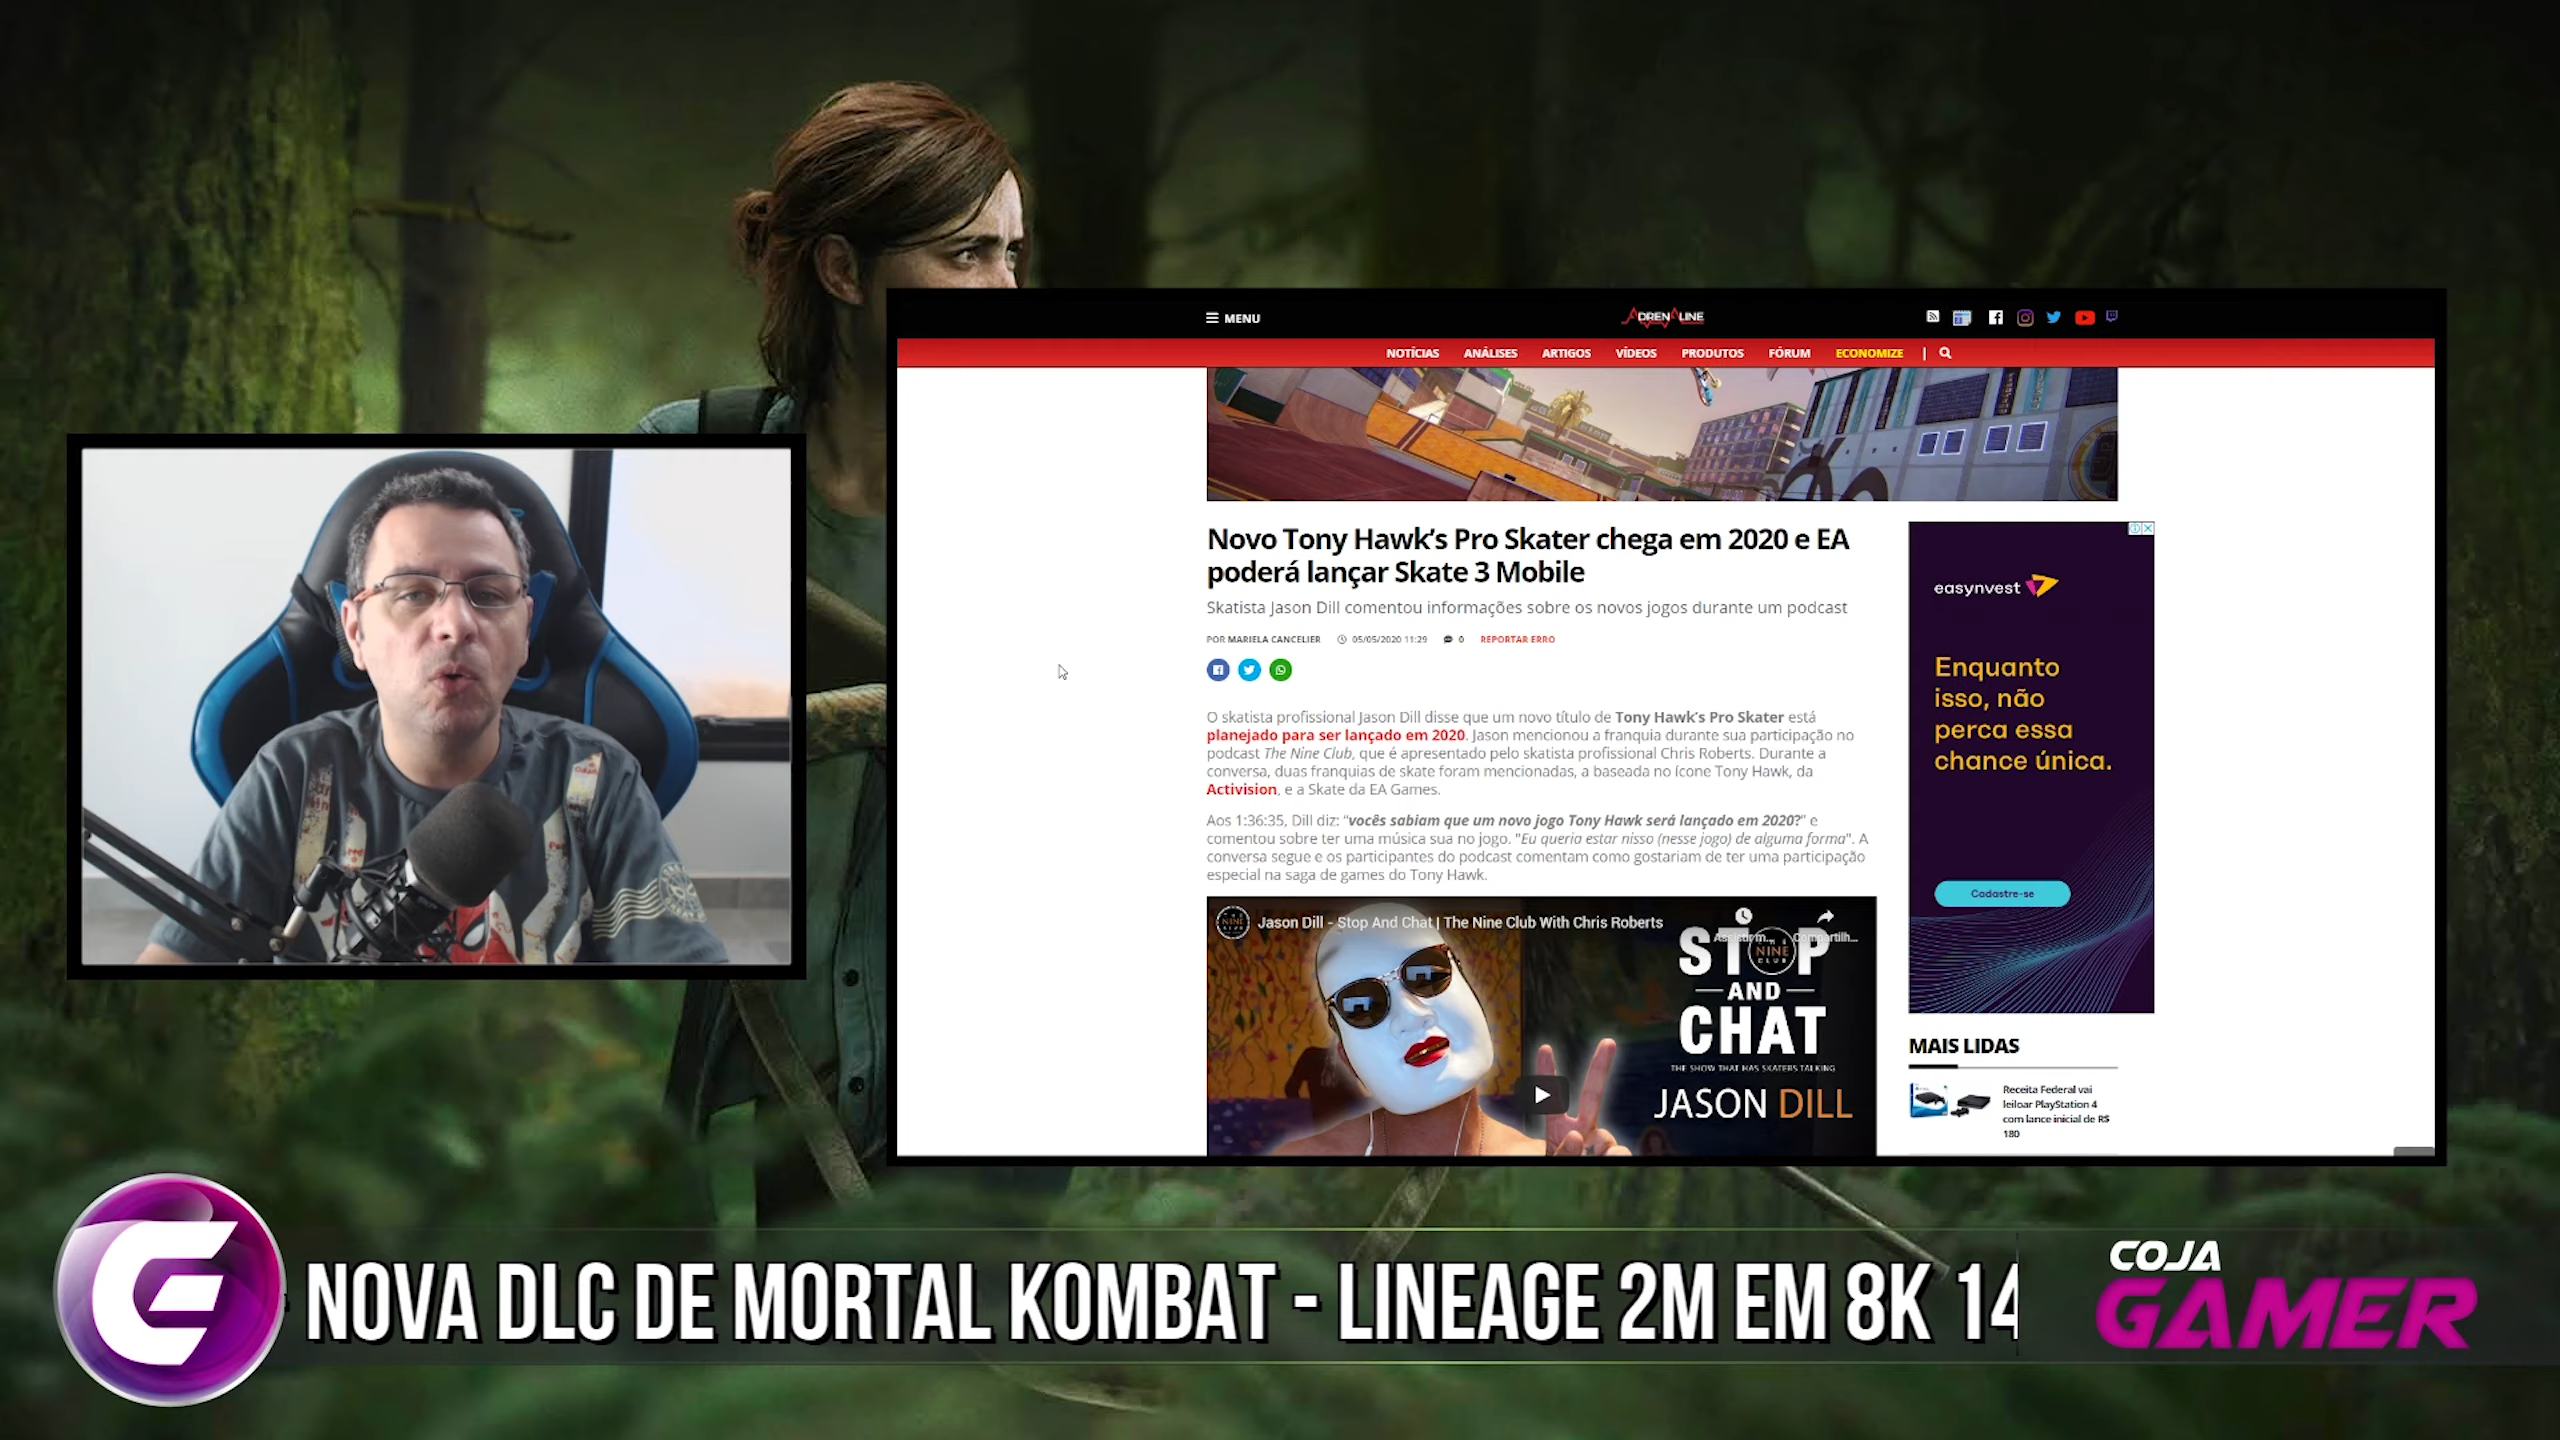 MENU
ADRENALINE
NOTÍCIAS ANÁLISES ARTIGOS VÍDEOS PRODUTOS FÓRUM ECONOMIZE |
Novo Tony Hawk's Pro Skater chega em 2020 e EA
poderá lançar Skate 3 Mobile
Skatista Jason Dill comentou informações sobre os novos jogos durante um podcast
POR MARIELA CANCELIER 05/05/2020 11:29 0 REPORTAR ERRO
O skatista profissional Jason Dill disse que um novo título de Tony Hawk's Pro Skater está
planejado para ser lançado em 2020. Jason mencionou a franquia durante sua participação no
podcast The Nine Club, que é apresentado pelo skatista profissional Chris Roberts. Durante a
conversa, duas franquias de skate foram mencionadas, a baseada no ícone Tony Hawk, da
Activision, e a Skate da EA Games.
Aos 1:36:35, Dill diz: "vocês sabiam que um novo jogo Tony Hawk será lançado em 2020?" e
comentou sobre ter uma música sua no jogo. "Eu queria estar nisso (nesse jogo) de alguma forma". A
conversa segue e os participantes do podcast comentam como gostariam de ter uma participação
especial na saga de games do Tony Hawk.
Jason Dill - Stop And Chat | The Nine Club With Chris Roberts
Assistir m... Compartilh...
STOP
NINE
CLUB
AND
CHAT
THE SHOW THAT HAS SKATERS TALKING
JASON DILL
easynvest
Enquanto
isso, não
perca essa
chance única.
Cadastre-se
MAIS LIDAS
Receita Federal vai
leiloar PlayStation 4
com lance inicial de R$
180
NOVA DLC DE MORTAL KOMBAT - LINEAGE 2M EM 8K 14
COJA
GAMER